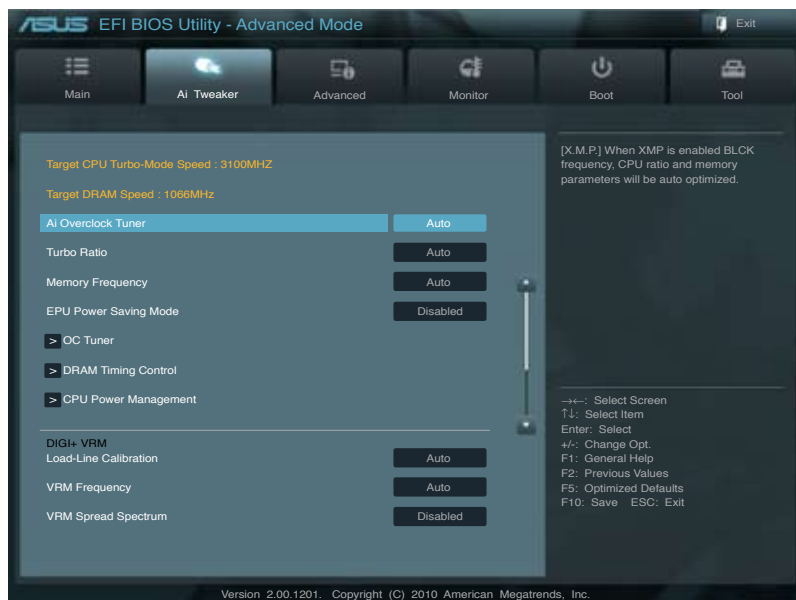 ASUS EFI BIOS Utility - Advanced Mode
Exit
Main
Ai Tweaker
Advanced
Monitor
Boot
Tool
Target CPU Turbo-Mode Speed : 3100MHZ
Target DRAM Speed : 1066MHz
Ai Overclock Tuner Auto
Turbo Ratio Auto
Memory Frequency Auto
EPU Power Saving Mode Disabled
> OC Tuner
> DRAM Timing Control
> CPU Power Management
DIGI+ VRM
Load-Line Calibration Auto
VRM Frequency Auto
VRM Spread Spectrum Disabled
[X.M.P.] When XMP is enabled BLCK
frequency, CPU ratio and memory
parameters will be auto optimized.
→←: Select Screen
↑↓: Select Item
Enter: Select
+/-: Change Opt.
F1: General Help
F2: Previous Values
F5: Optimized Defaults
F10: Save ESC: Exit
Version 2.00.1201. Copyright (C) 2010 American Megatrends, Inc.